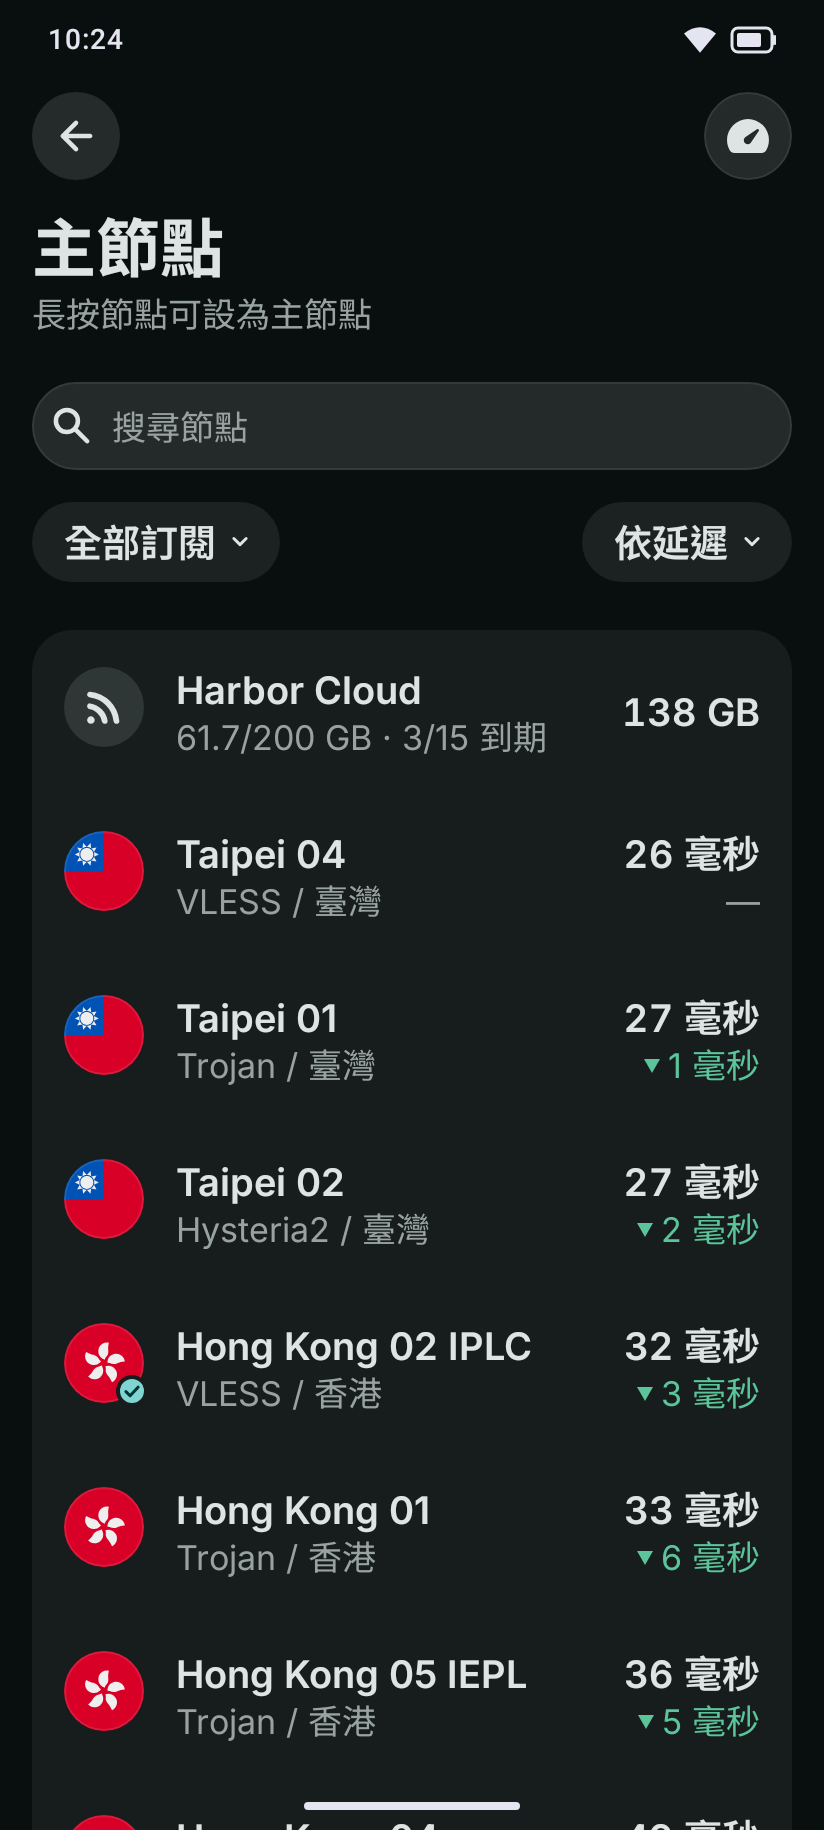 10:24
主節點
長按節點可設為主節點
搜尋節點
全部訂閱
依延遲
Harbor Cloud
138 GB
61.7/200 GB · 3/15 到期
Taipei 04
26 毫秒
VLESS / 臺灣
—
Taipei 01
27 毫秒
Trojan / 臺灣
▼1 毫秒
Taipei 02
27 毫秒
Hysteria2 / 臺灣
▼2 毫秒
Hong Kong 02 IPLC
32 毫秒
VLESS / 香港
▼3 毫秒
Hong Kong 01
33 毫秒
Trojan / 香港
▼6 毫秒
Hong Kong 05 IEPL
36 毫秒
Trojan / 香港
▼5 毫秒